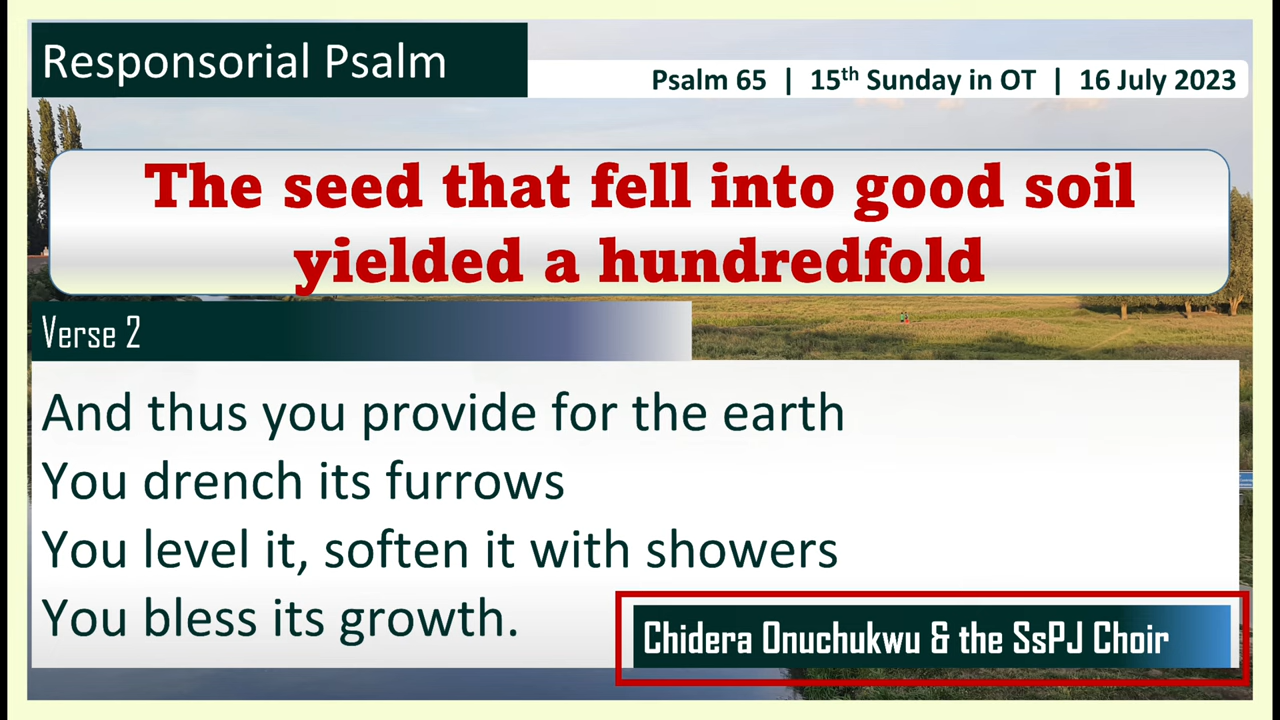 Responsorial Psalm
Psalm 65 | 15th Sunday in OT | 16 July 2023
The seed that fell into good soil
yielded a hundredfold
Verse 2
And thus you provide for the earth
You drench its furrows
You level it, soften it with showers
You bless its growth.
Chidera Onuchukwu & the SsPJ Choir